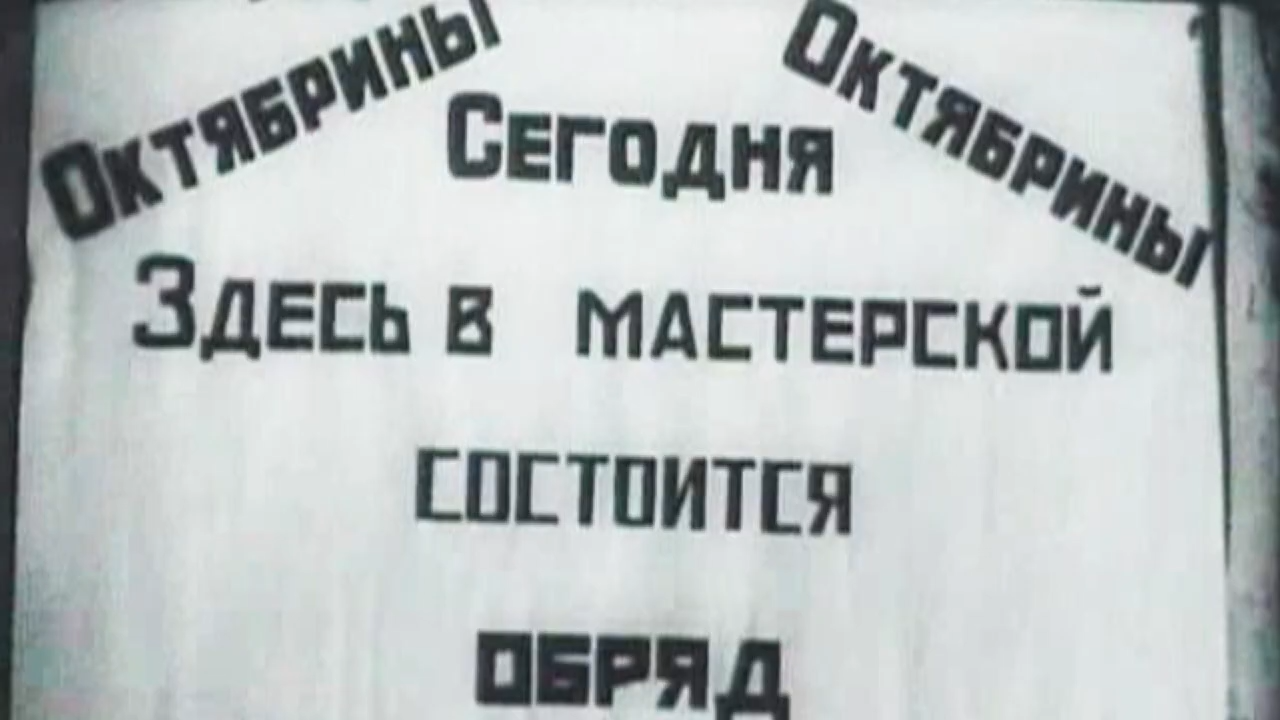 Октябрины
Октябрины
Сегодня
Здесь в мастерской
состоится
обряд